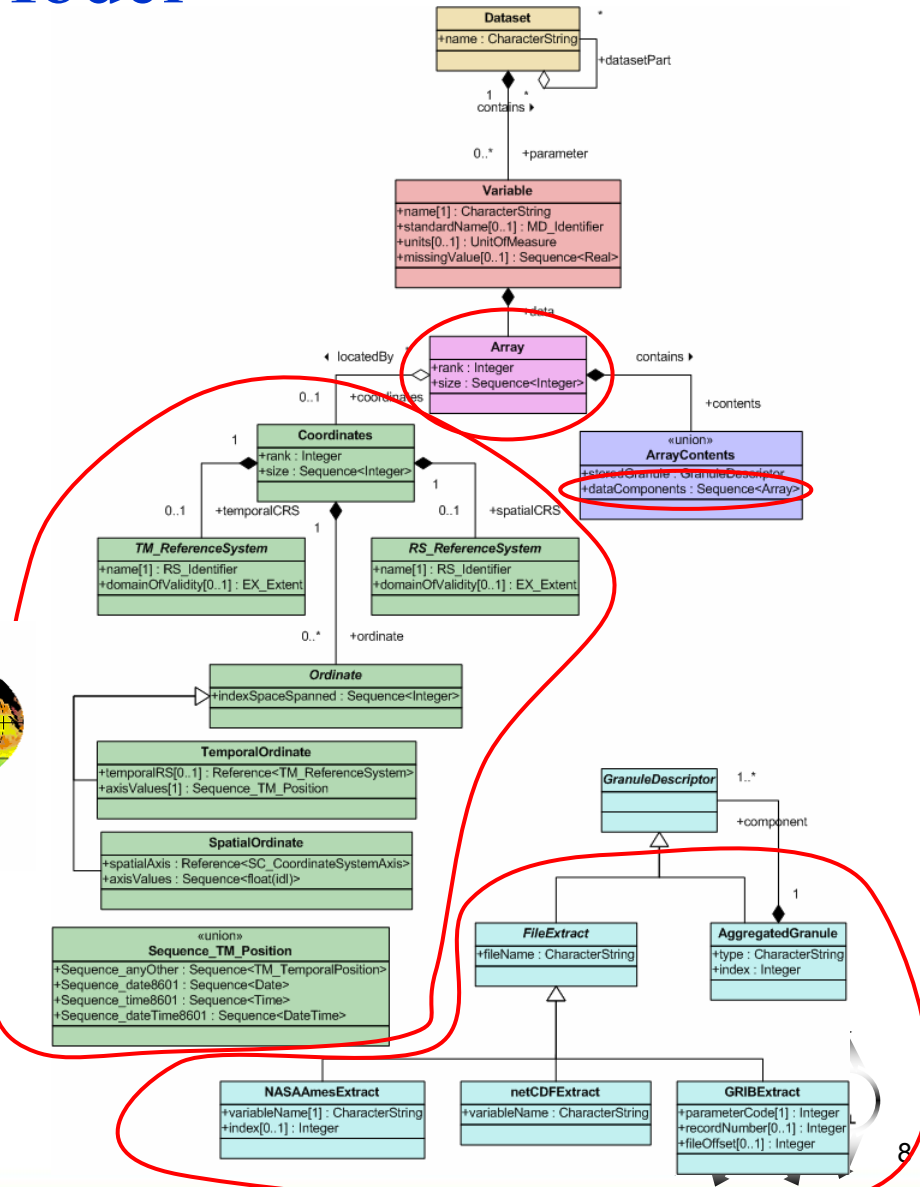 Dataset
+name : CharacterString
*
+datasetPart
1
*
contains ▸
0..*
+parameter
Variable
+name[1] : CharacterString
+standardName[0..1] : MD_Identifier
+units[0..1] : UnitOfMeasure
+missingValue[0..1] : Sequence<Real>
+data
Array
+rank : Integer
+size : Sequence<Integer>
◂ locatedBy
*
contains ▸
0..1
+coordinates
+contents
«union»
ArrayContents
+storedGranule : GranuleDescriptor
+dataComponents : Sequence<Array>
Coordinates
+rank : Integer
+size : Sequence<Integer>
1
1
0..1
+temporalCRS
1
0..1
+spatialCRS
TM_ReferenceSystem
+name[1] : RS_Identifier
+domainOfValidity[0..1] : EX_Extent
RS_ReferenceSystem
+name[1] : RS_Identifier
+domainOfValidity[0..1] : EX_Extent
0..*
+ordinate
Ordinate
+indexSpaceSpanned : Sequence<Integer>
TemporalOrdinate
+temporalRS[0..1] : Reference<TM_ReferenceSystem>
+axisValues[1] : Sequence_TM_Position
SpatialOrdinate
+spatialAxis : Reference<SC_CoordinateSystemAxis>
+axisValues : Sequence<float(idl)>
«union»
Sequence_TM_Position
+Sequence_anyOther : Sequence<TM_TemporalPosition>
+Sequence_date8601 : Sequence<Date>
+Sequence_time8601 : Sequence<Time>
+Sequence_dateTime8601 : Sequence<DateTime>
GranuleDescriptor
1..*
+component
1
FileExtract
+fileName : CharacterString
AggregatedGranule
+type : CharacterString
+index : Integer
NASAAmesExtract
+variableName[1] : CharacterString
+index[0..1] : Integer
netCDFExtract
+variableName : CharacterString
GRIBExtract
+parameterCode[1] : Integer
+recordNumber[0..1] : Integer
+fileOffset[0..1] : Integer
8